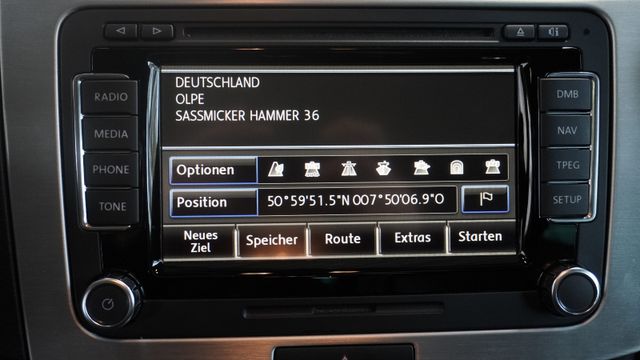 DEUTSCHLAND
OLPE
SASSMICKER HAMMER 36
RADIO
MEDIA
PHONE
TONE
DMB
NAV
TPEG
SETUP
Optionen
Position 50°59'51.5"N 007°50'06.9"O
Neues Ziel
Speicher
Route
Extras
Starten